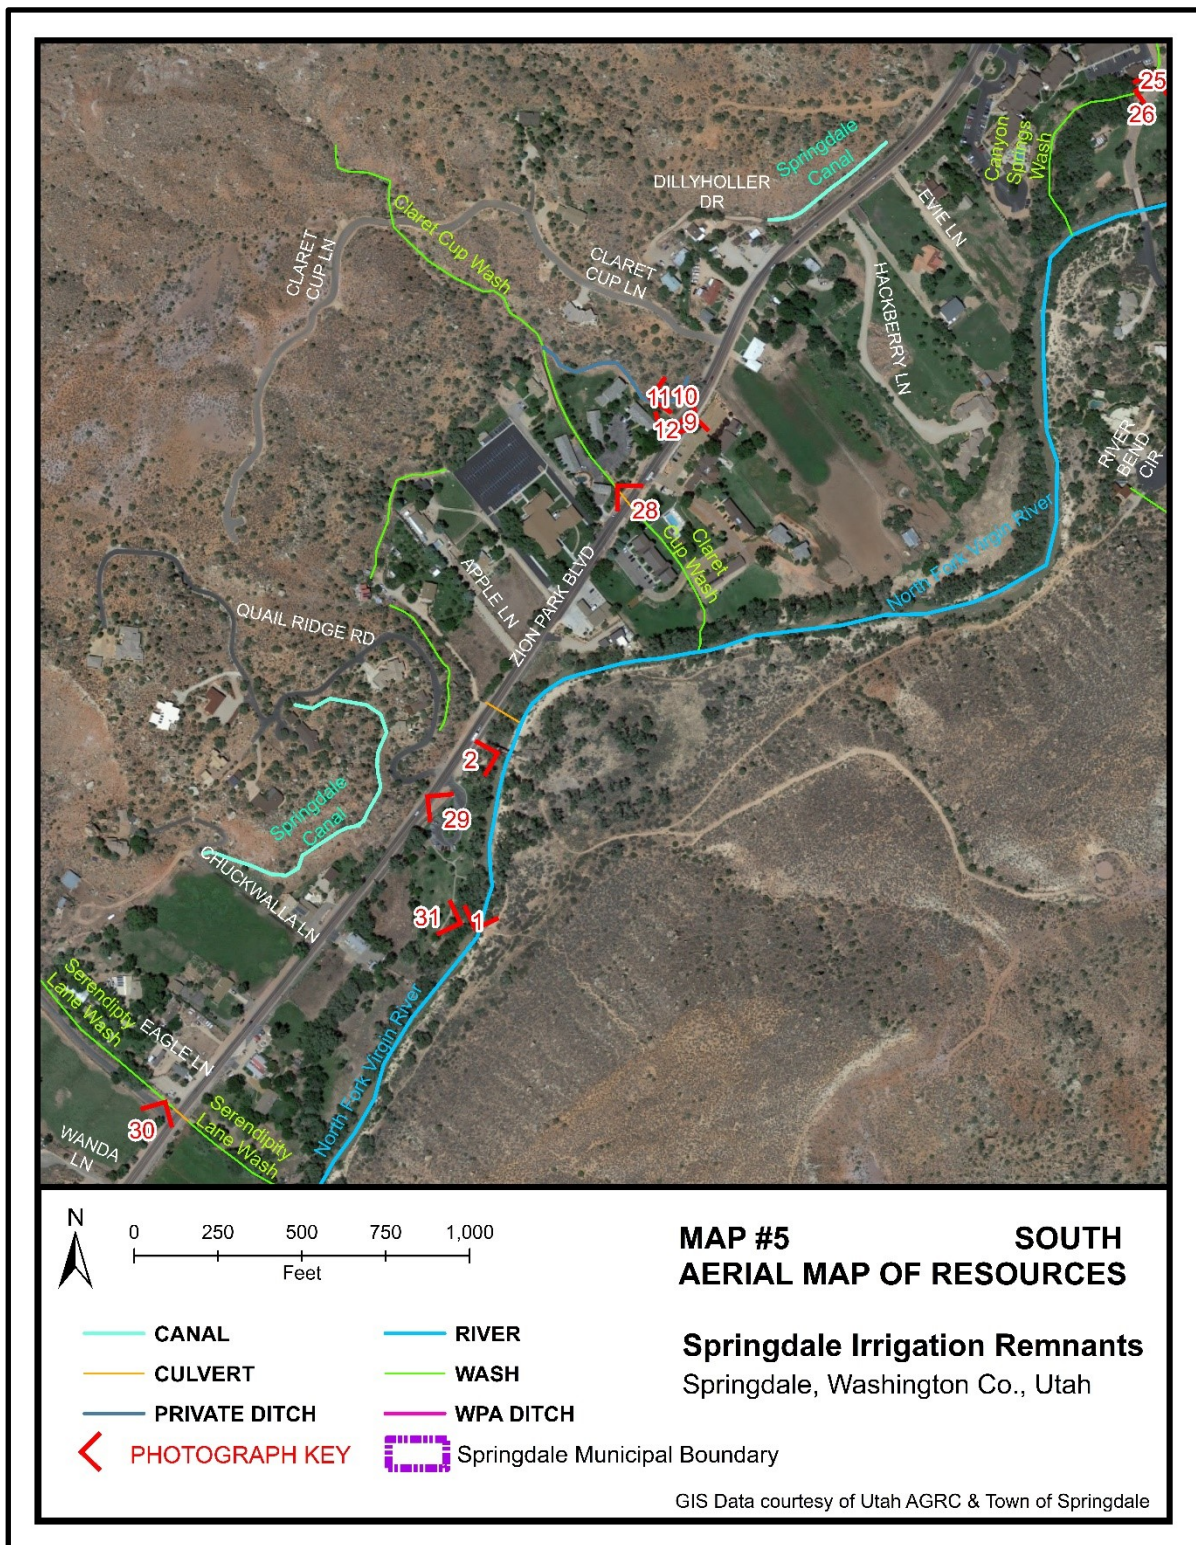 25
26
Canyon
Springs
Wash
Springdale
Canal
DILLYHOLLER
DR
EVIE LN
Claret Cup Wash
CLARET
CUP LN
CLARET
CUP LN
HACKBERRY LN
11
10
12
9
RIVER
BEND
CIR
28
Claret
Cup Wash
North Fork Virgin River
APPLE LN
ZION PARK BLVD
QUAIL RIDGE RD
2
Springdale
Canal
29
CHUCKWALLA LN
31
1
Serendipty
Lane Wash
EAGLE LN
North Fork Virgin River
30
Serendipity
Lane Wash
WANDA
LN
N
0 250 500 750 1,000
Feet
MAP #5 SOUTH
AERIAL MAP OF RESOURCES
Springdale Irrigation Remnants
Springdale, Washington Co., Utah
CANAL
RIVER
CULVERT
WASH
PRIVATE DITCH
WPA DITCH
PHOTOGRAPH KEY
Springdale Municipal Boundary
GIS Data courtesy of Utah AGRC & Town of Springdale